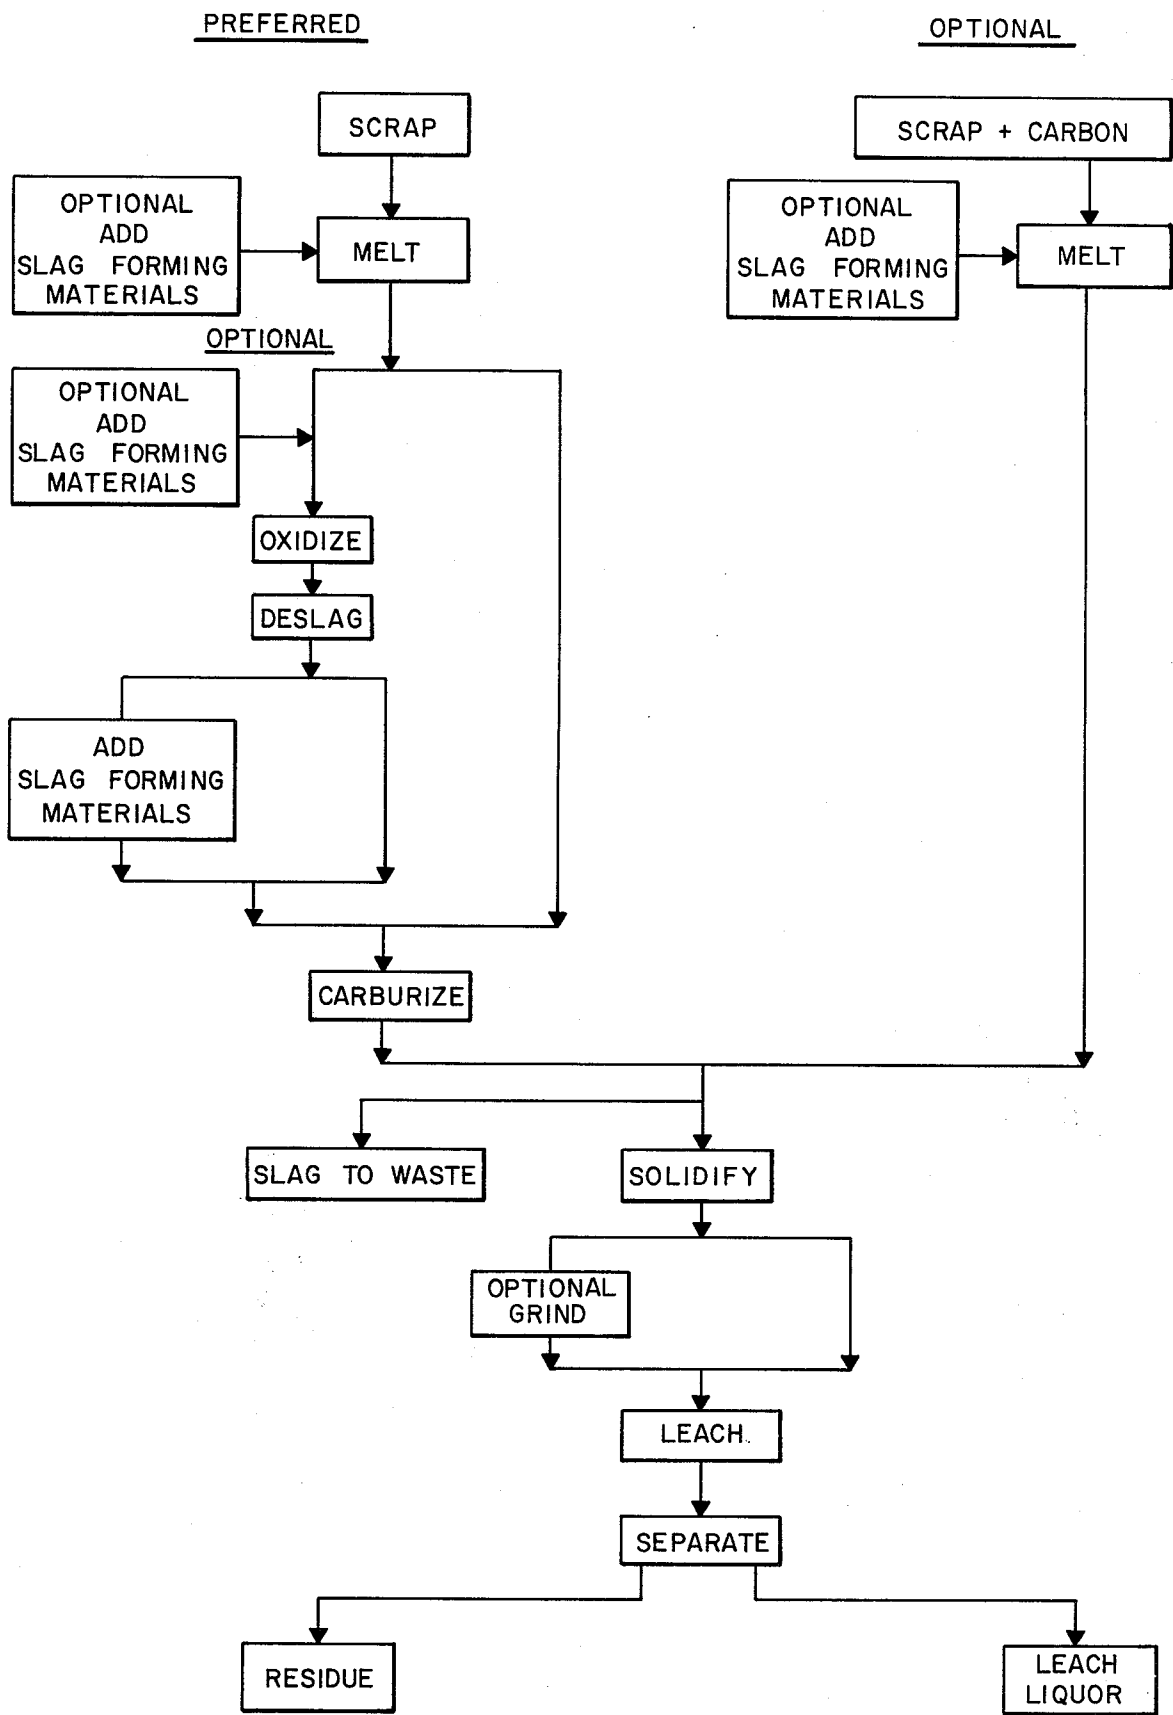 PREFERRED
OPTIONAL
SCRAP
SCRAP + CARBON
OPTIONAL
ADD
SLAG FORMING
MATERIALS
MELT
OPTIONAL
ADD
SLAG FORMING
MATERIALS
MELT
OPTIONAL
OPTIONAL
ADD
SLAG FORMING
MATERIALS
OXIDIZE
DESLAG
ADD
SLAG FORMING
MATERIALS
CARBURIZE
SLAG TO WASTE
SOLIDIFY
OPTIONAL
GRIND
LEACH
SEPARATE
RESIDUE
LEACH
LIQUOR